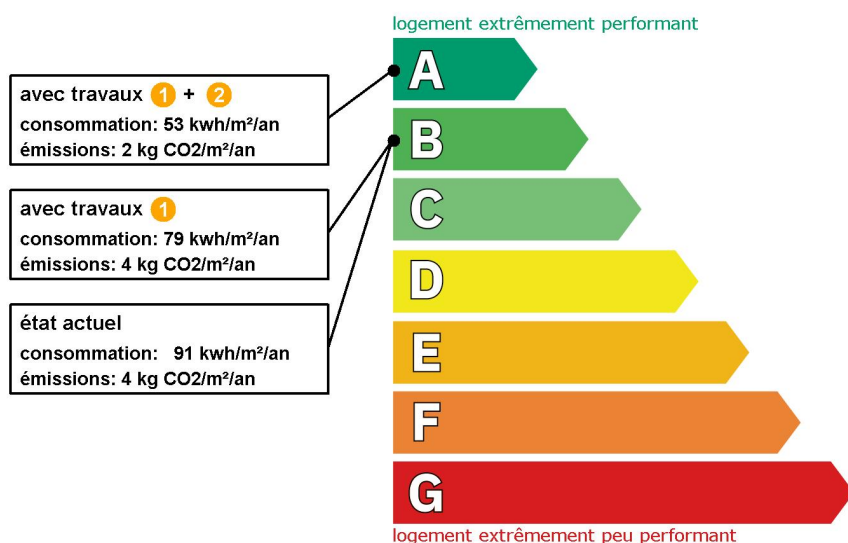 logement extrêmement performant
A
avec travaux 1 + 2
consommation: 53 kwh/m²/an
émissions: 2 kg CO2/m²/an
B
avec travaux 1
consommation: 79 kwh/m²/an
émissions: 4 kg CO2/m²/an
C
D
état actuel
consommation: 91 kwh/m²/an
émissions: 4 kg CO2/m²/an
E
F
G
logement extrêmement peu performant